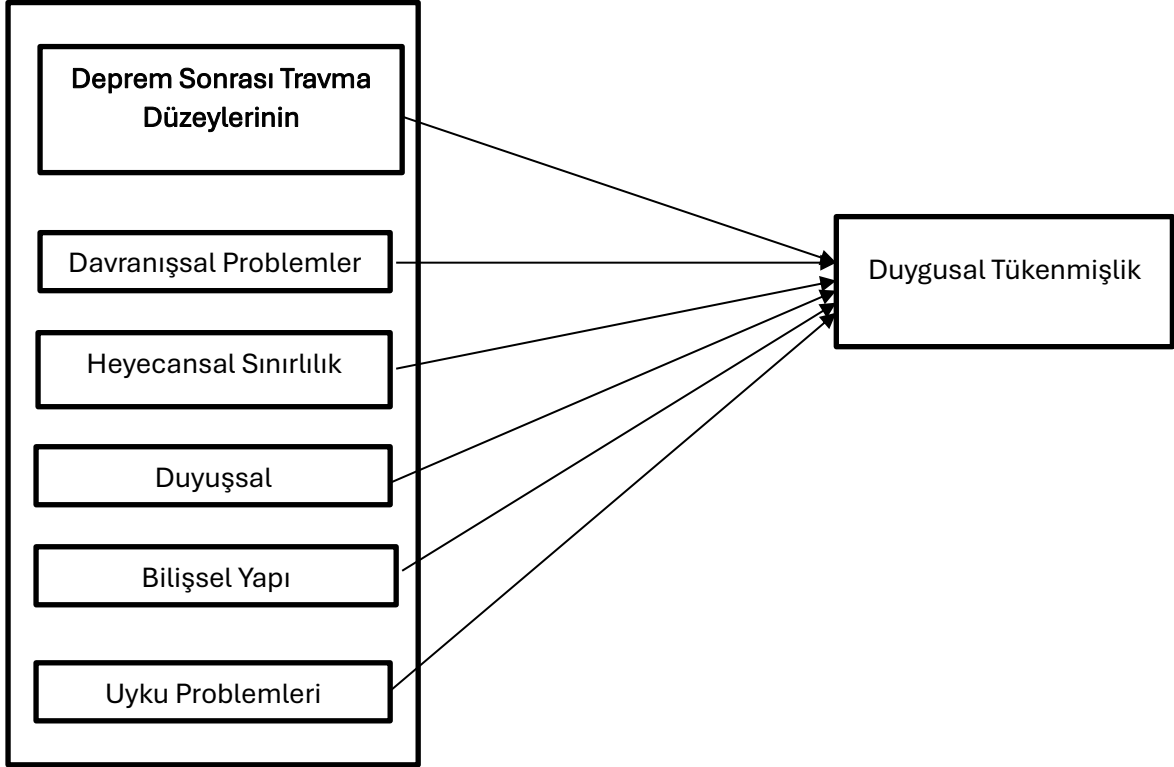 Deprem Sonrası Travma
Düzeylerinin
Davranışsal Problemler
Heyecansal Sınırlılık
Duyuşsal
Bilişsel Yapı
Uyku Problemleri
Duygusal Tükenmişlik